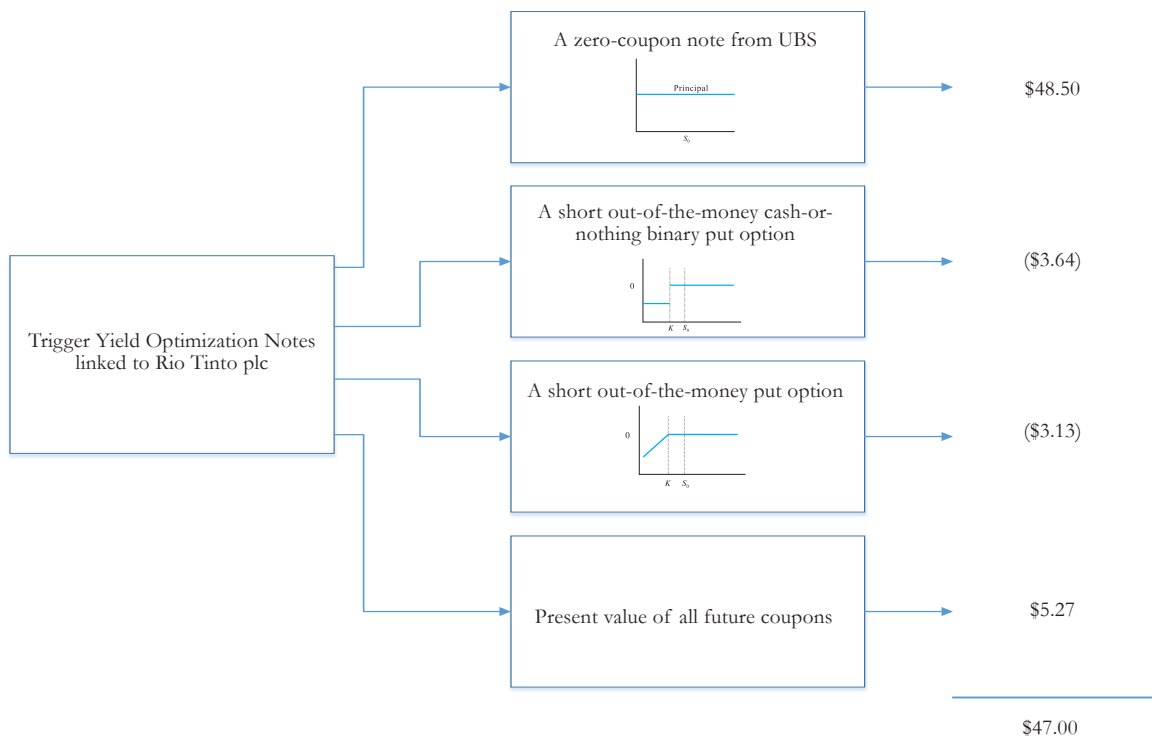 A zero-coupon note from UBS
Principal
S0
$48.50
A short out-of-the-money cash-or-
nothing binary put option
0
K S0
($3.64)
Trigger Yield Optimization Notes
linked to Rio Tinto plc
A short out-of-the-money put option
0
K S0
($3.13)
Present value of all future coupons
$5.27
$47.00